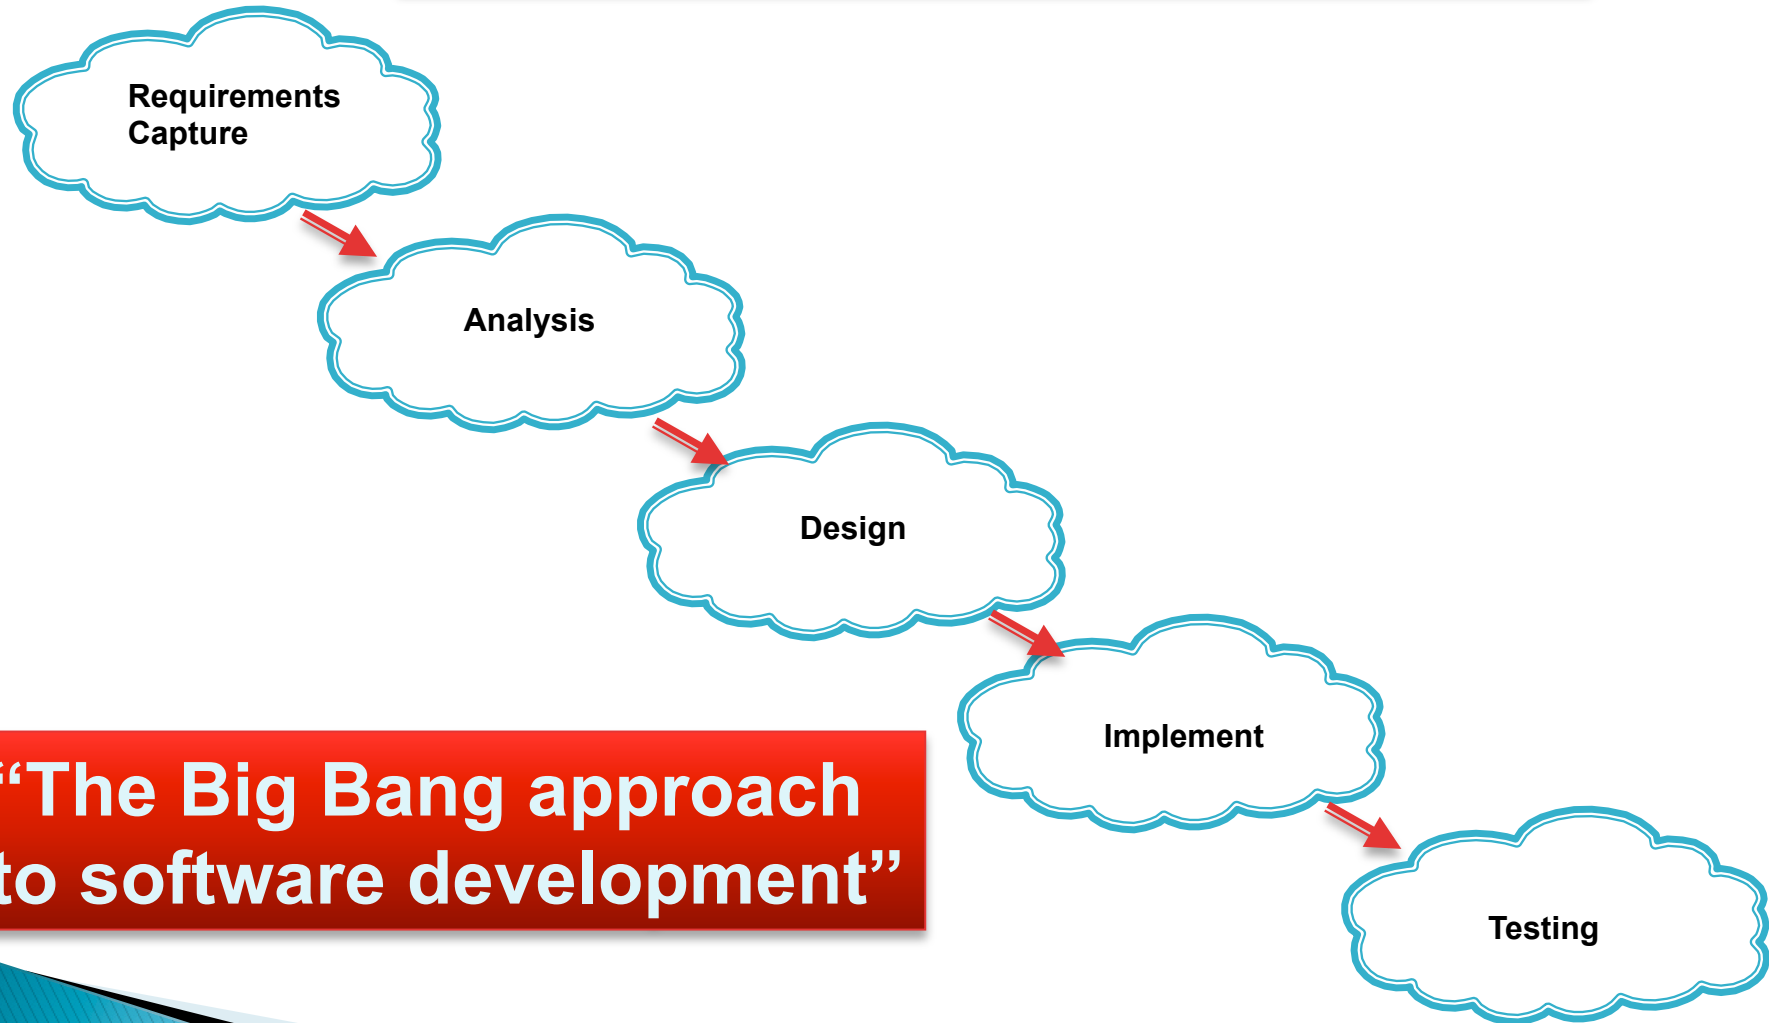 Requirements
Capture
Analysis
Design
Implement
“The Big Bang approach
to software development”
Testing